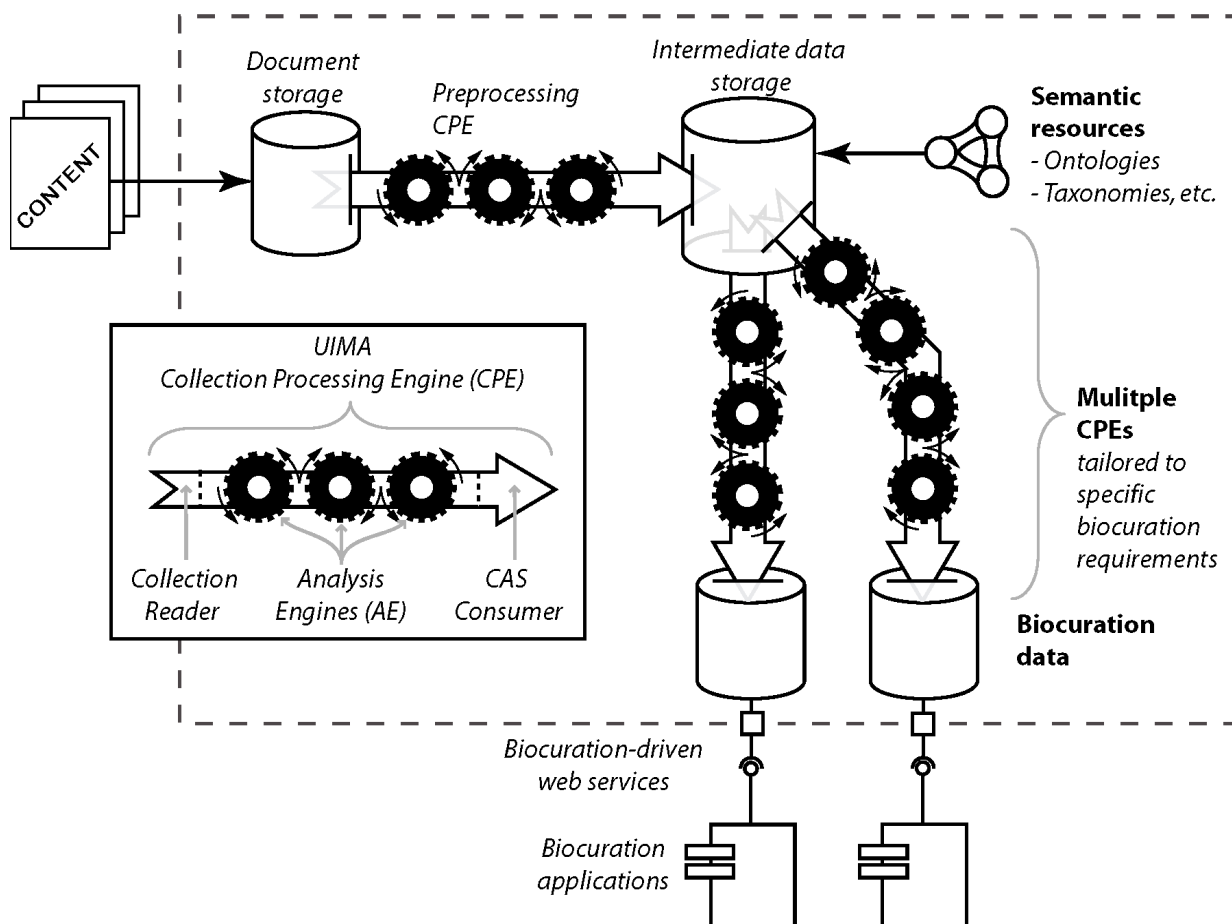 Document
storage
Preprocessing
CPE
Intermediate data
storage
Semantic
resources
- Ontologies
- Taxonomies, etc.
CONTENT
UIMA
Collection Processing Engine (CPE)
Collection
Reader
Analysis
Engines (AE)
CAS
Consumer
Mulitple
CPEs
tailored to
specific
biocuration
requirements
Biocuration
data
Biocuration-driven
web services
Biocuration
applications